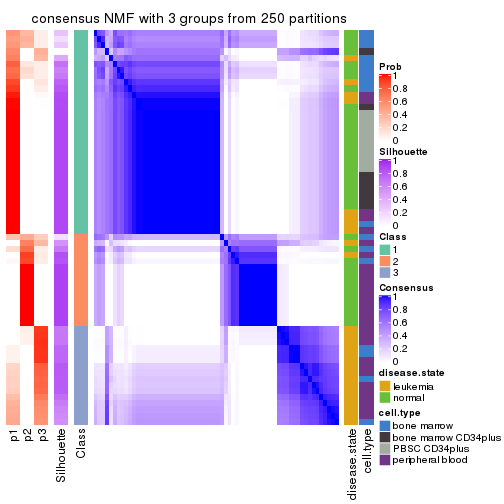 consensus NMF with 3 groups from 250 partitions
Prob
1
0.8
0.6
0.4
0.2
0
Silhouette
1
0.8
0.6
0.4
0.2
0
Class
1
2
3
Consensus
1
0.8
0.6
0.4
0.2
0
disease.state
leukemia
normal
cell.type
bone marrow
bone marrow CD34plus
PBSC CD34plus
peripheral blood
p1
p2
p3
Silhouette
Class
disease.state
cell.type